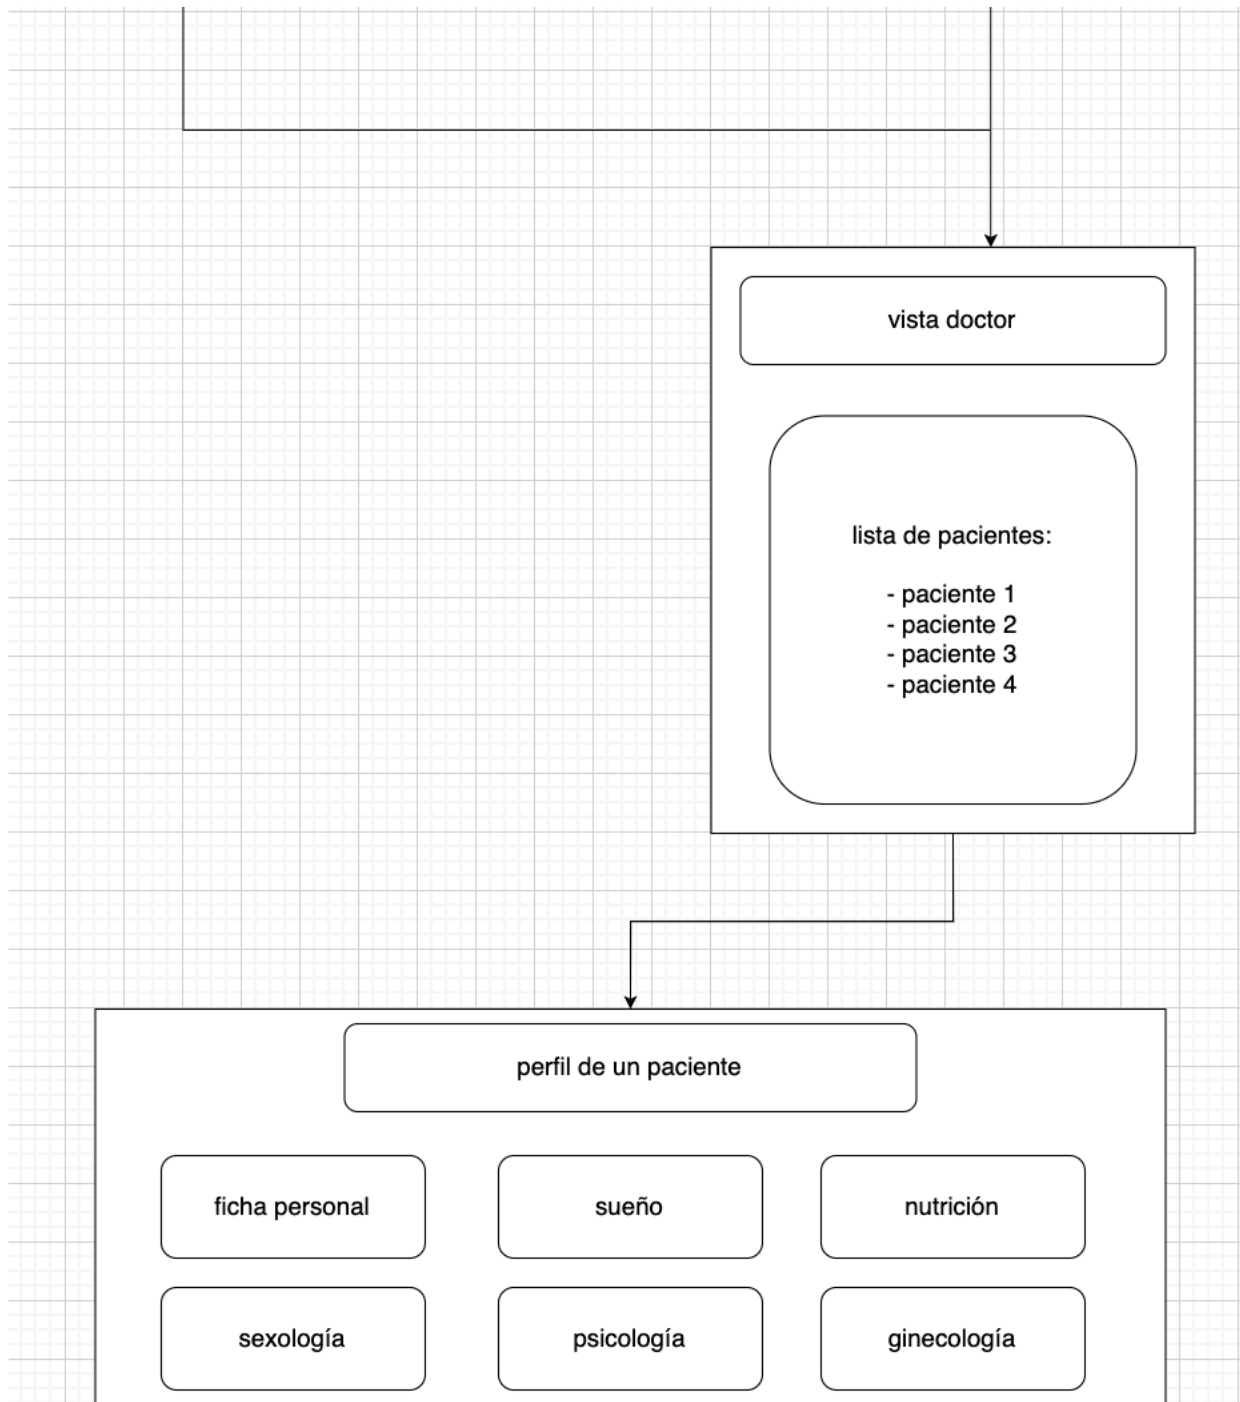 vista doctor
lista de pacientes:
- paciente 1
- paciente 2
- paciente 3
- paciente 4
perfil de un paciente
ficha personal
sueño
nutrición
sexología
psicología
ginecología